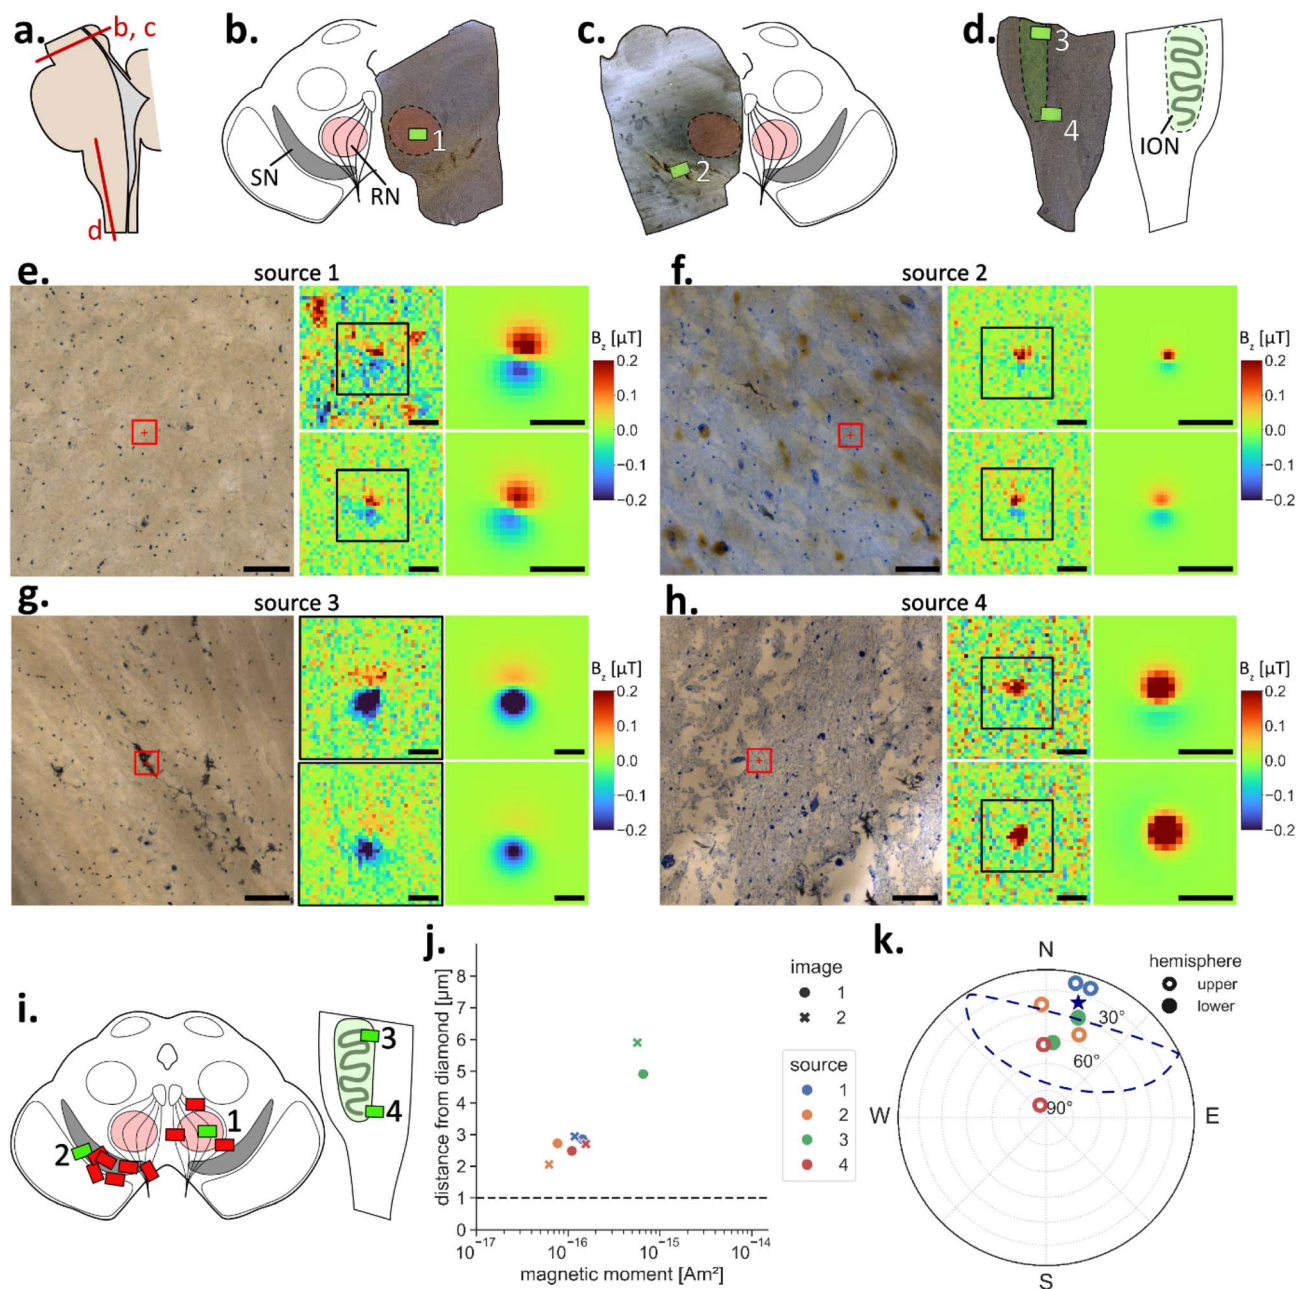 a.
b, c
d
b.
SN
RN
1
c.
2
d.
3
4
ION
e.
source 1
B_z [µT]
0.2
0.1
0.0
−0.1
−0.2
f.
source 2
B_z [µT]
0.2
0.1
0.0
−0.1
−0.2
g.
source 3
B_z [µT]
0.2
0.1
0.0
−0.1
−0.2
h.
source 4
B_z [µT]
0.2
0.1
0.0
−0.1
−0.2
i.
1
2
3
4
j.
distance from diamond [µm]
8
7
6
5
4
3
2
1
0
10⁻¹⁷
10⁻¹⁶
10⁻¹⁵
10⁻¹⁴
magnetic moment [Am²]
image
1
2
source
1
2
3
4
k.
N
hemisphere
upper
lower
30°
60°
90°
W
E
S